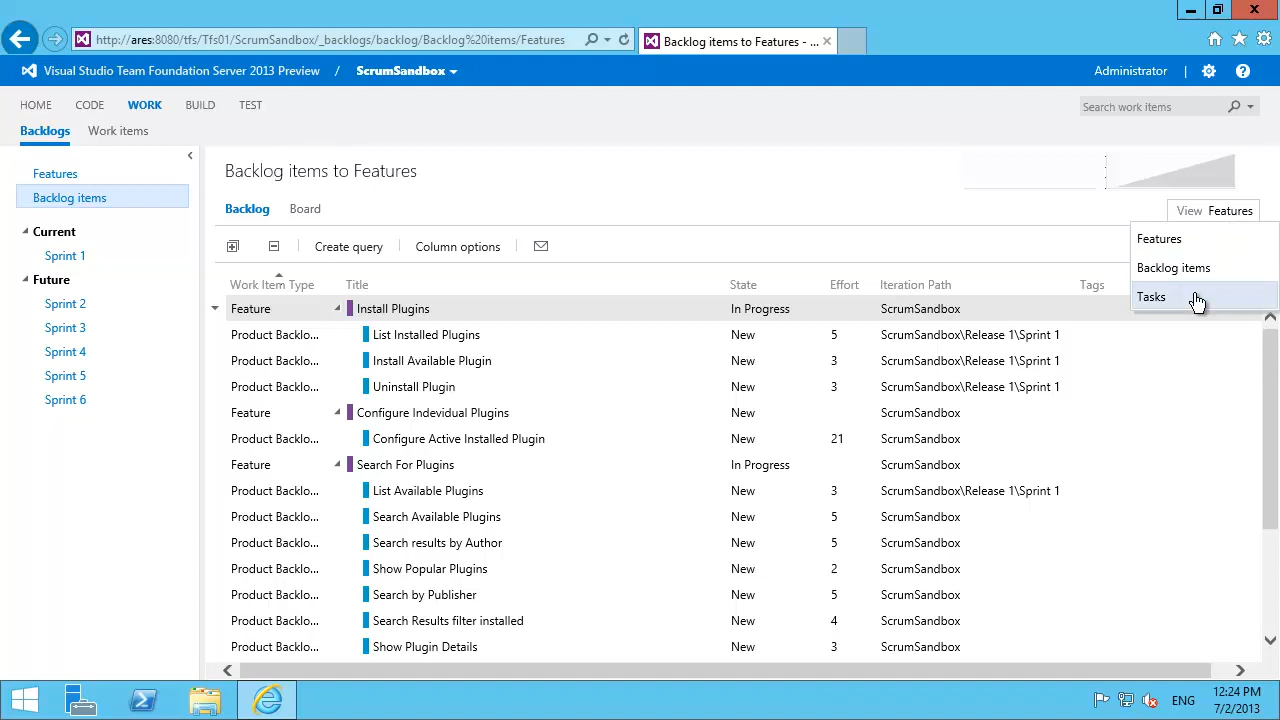 http://ares:8080/tfs/Tfs01/ScrumSandbox/_backlogs/backlog/Backlog%20items/Features
Backlog items to Features - ...
Visual Studio Team Foundation Server 2013 Preview / ScrumSandbox
Administrator |
HOME CODE WORK BUILD TEST
Search work items
Backlogs Work items
Features
Backlog items
Current
Sprint 1
Future
Sprint 2
Sprint 3
Sprint 4
Sprint 5
Sprint 6
Backlog items to Features
Backlog Board
View Features
Features
Backlog items
Tasks
Create query Column options
Work Item Type Title State Effort Iteration Path Tags
Feature Install Plugins In Progress ScrumSandbox
Product Backlo... List Installed Plugins New 5 ScrumSandbox\Release 1\Sprint 1
Product Backlo... Install Available Plugin New 3 ScrumSandbox\Release 1\Sprint 1
Product Backlo... Uninstall Plugin New 3 ScrumSandbox\Release 1\Sprint 1
Feature Configure Indevidual Plugins New ScrumSandbox
Product Backlo... Configure Active Installed Plugin New 21 ScrumSandbox
Feature Search For Plugins In Progress ScrumSandbox
Product Backlo... List Available Plugins New 3 ScrumSandbox\Release 1\Sprint 1
Product Backlo... Search Available Plugins New 5 ScrumSandbox
Product Backlo... Search results by Author New 5 ScrumSandbox
Product Backlo... Show Popular Plugins New 2 ScrumSandbox
Product Backlo... Search by Publisher New 5 ScrumSandbox
Product Backlo... Search Results filter installed New 4 ScrumSandbox
Product Backlo... Show Plugin Details New 3 ScrumSandbox
ENG
12:24 PM
7/2/2013